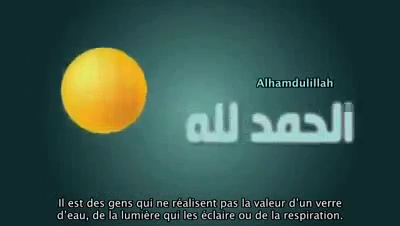 Alhamdulillah
الحمد لله
Il est des gens qui ne réalisent pas la valeur d'un verre
d'eau, de la lumière qui les éclaire ou de la respiration.